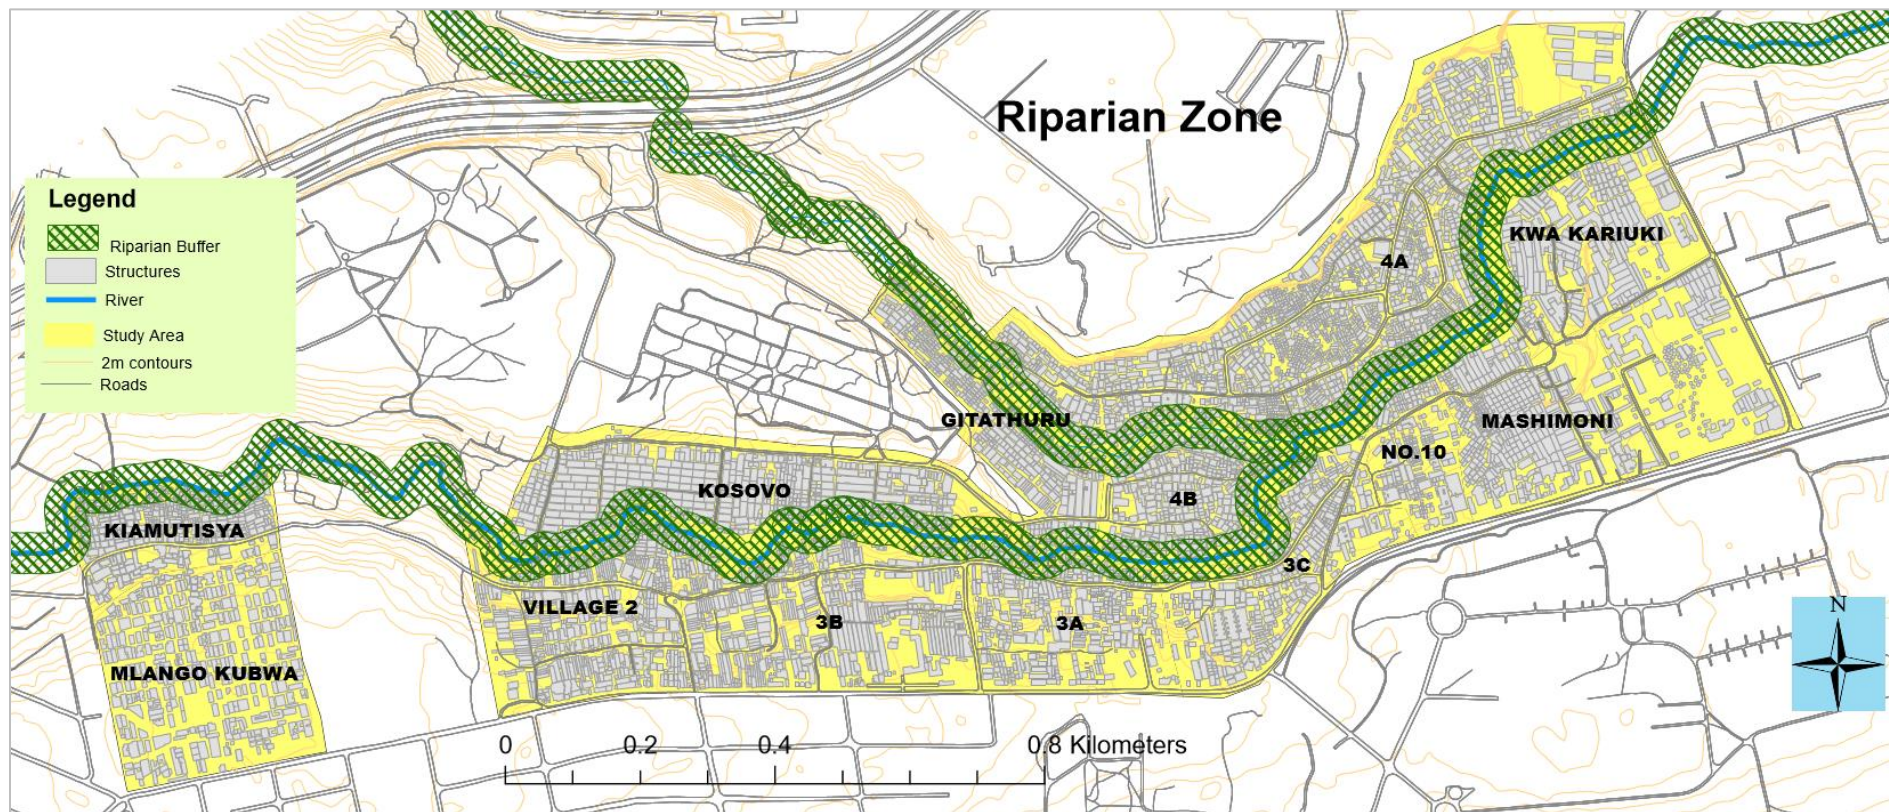 Riparian Zone
Legend
Riparian Buffer
Structures
River
Study Area
2m contours
Roads
KWA KARIUKI
4A
GITATHURU
MASHIMONI
NO.10
KOSOVO
4B
KIAMUTISYA
3C
VILLAGE 2
3B
3A
MLANGO KUBWA
N
0 0.2 0.4 0.8 Kilometers